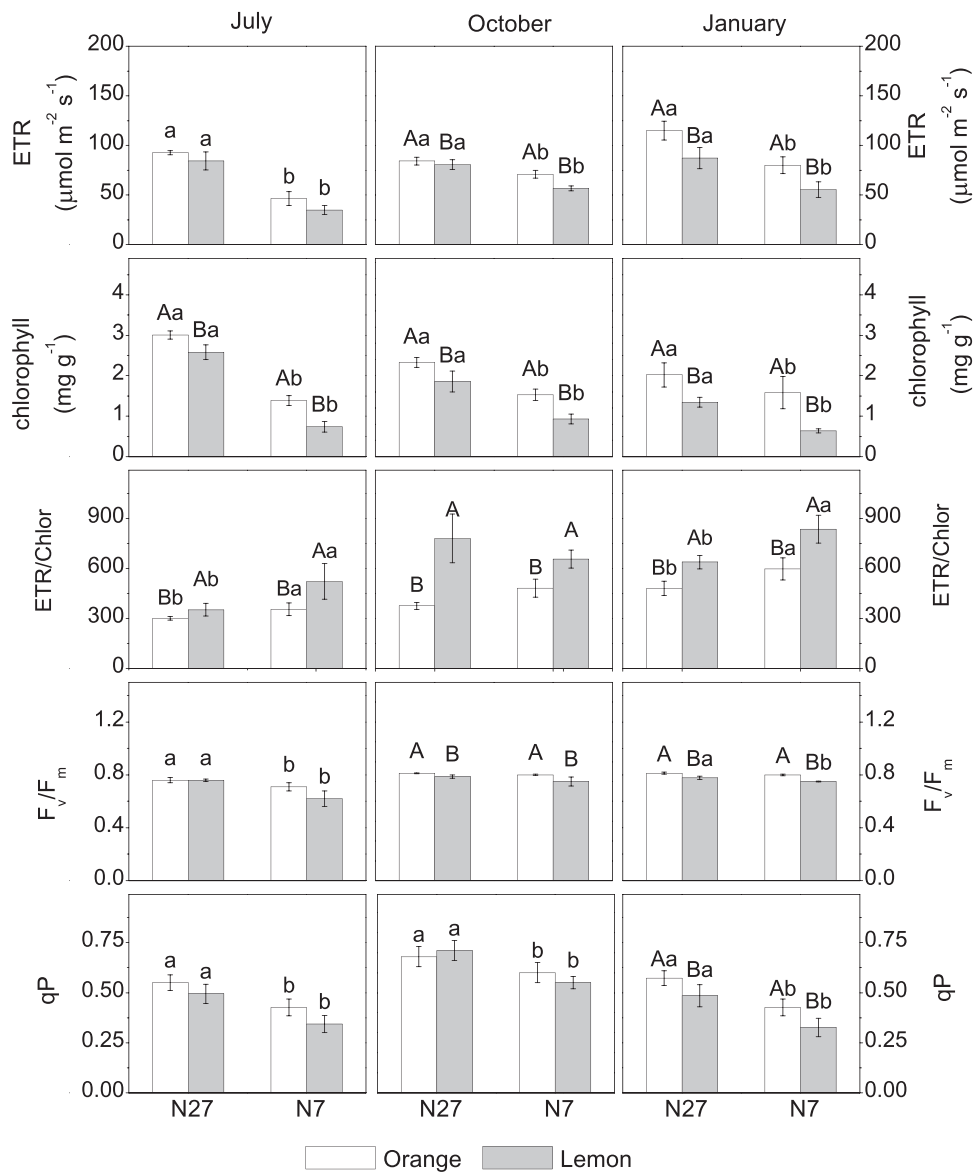 July October January
200 200
150 150
100 100
50 50
0 0
ETR
(μmol m⁻² s⁻¹)
ETR
(μmol m⁻² s⁻¹)
a a b b
Aa Ba Ab Bb
Aa Ba Ab Bb
4 4
3 3
2 2
1 1
0 0
chlorophyll
(mg g⁻¹)
chlorophyll
(mg g⁻¹)
Aa Ba Ab Bb
Aa Ba Ab Bb
Aa Ba Ab Bb
900 900
600 600
300 300
0 0
ETR/Chlor
ETR/Chlor
Bb Ab Ba Aa
B A B A
Bb Ab Ba Aa
1.2 1.2
0.8 0.8
0.4 0.4
0.0 0.0
Fᵥ/Fₘ
Fᵥ/Fₘ
a a b b
A B A B
A Ba A Bb
0.75 0.75
0.50 0.50
0.25 0.25
0.00 0.00
qP
qP
a a b b
a a b b
Aa Ba Ab Bb
N27 N7 N27 N7 N27 N7
Orange Lemon